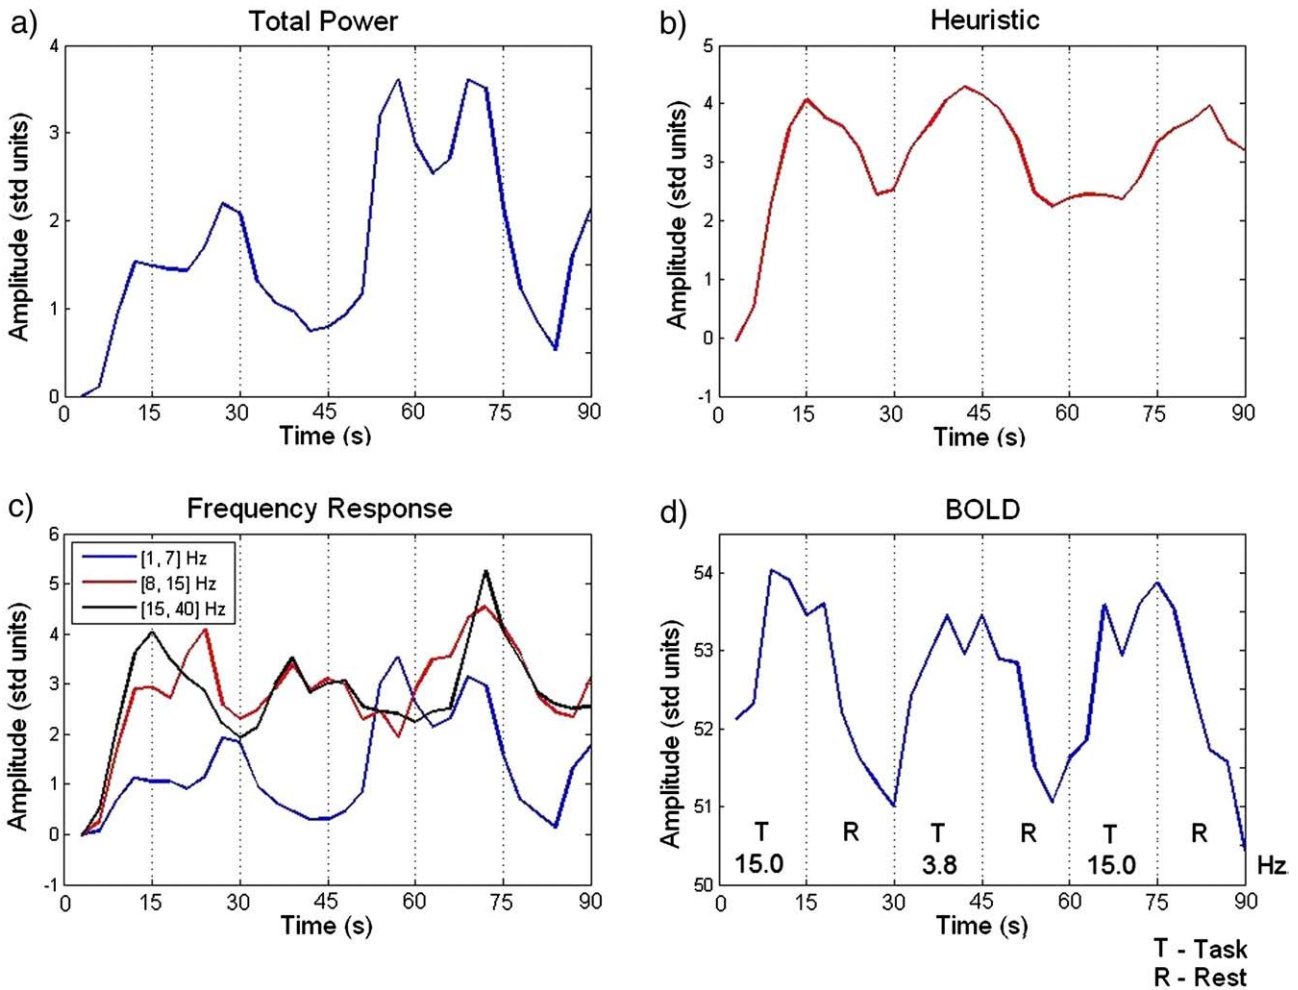 a)
Total Power
Amplitude (std units)
4
3
2
1
0
0 15 30 45 60 75 90
Time (s)
b)
Heuristic
Amplitude (std units)
5
4
3
2
1
0
-1
0 15 30 45 60 75 90
Time (s)
c)
Frequency Response
Amplitude (std units)
6
5
4
3
2
1
0
-1
[1, 7] Hz
[8, 15] Hz
[15, 40] Hz
0 15 30 45 60 75 90
Time (s)
d)
BOLD
Amplitude (std units)
54
53
52
51
50
T R T R T R
15.0 3.8 15.0 Hz.
0 15 30 45 60 75 90
Time (s)
T - Task
R - Rest